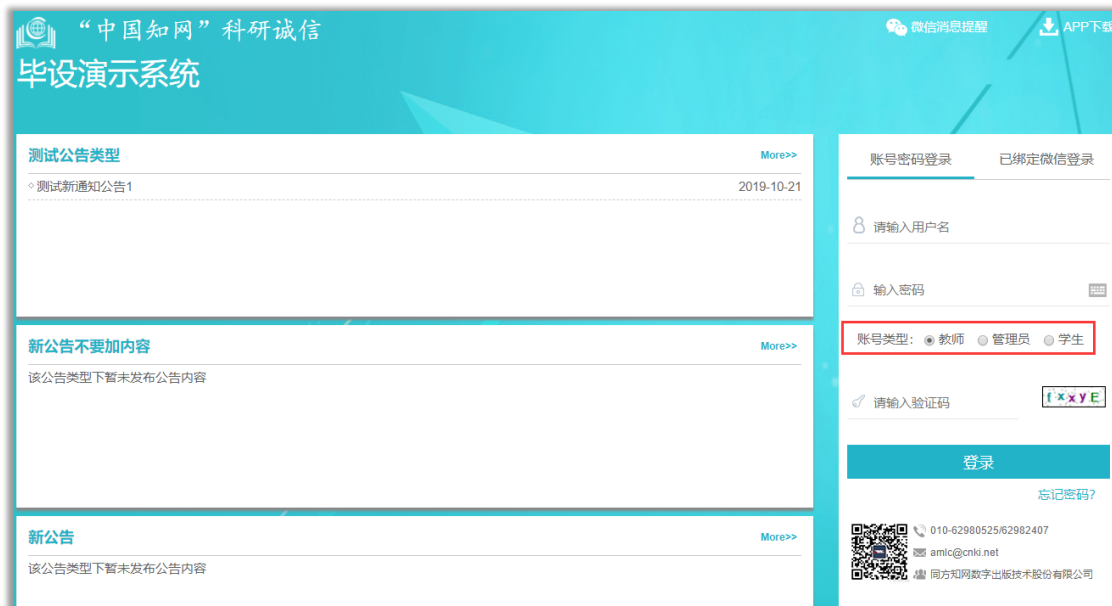 “中国知网”科研诚信
微信消息提醒
APP下载
毕设演示系统
测试公告类型
More>>
测试新通知公告1
2019-10-21
新公告不要加内容
More>>
该公告类型下暂未发布公告内容
新公告
More>>
该公告类型下暂未发布公告内容
账号密码登录
已绑定微信登录
请输入用户名
输入密码
账号类型: 教师 管理员 学生
请输入验证码
fxxyE
登录
忘记密码?
010-62980525/62982407
amlc@cnki.net
同方知网数字出版技术股份有限公司